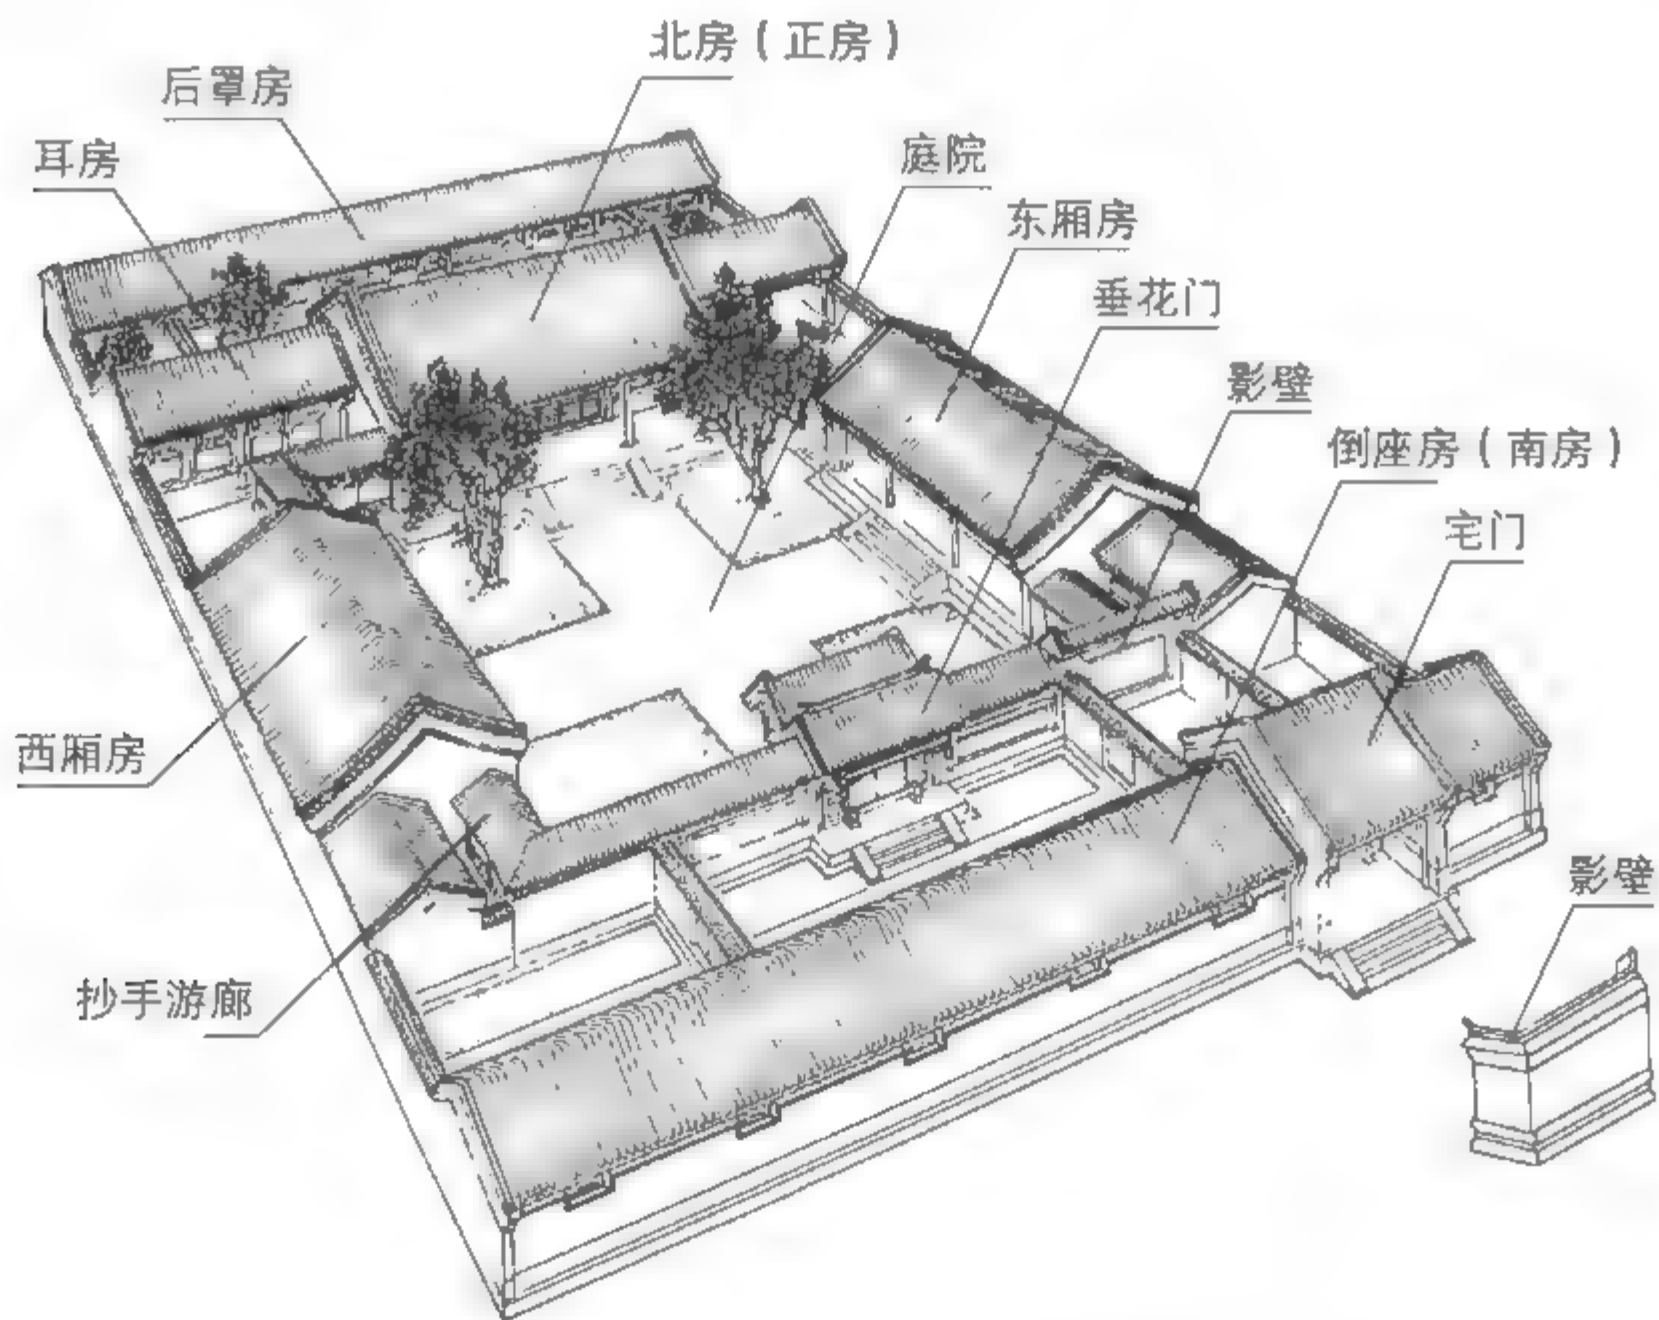 北房（正房）
后罩房
耳房
庭院
东厢房
垂花门
影壁
倒座房（南房）
宅门
西厢房
影壁
抄手游廊